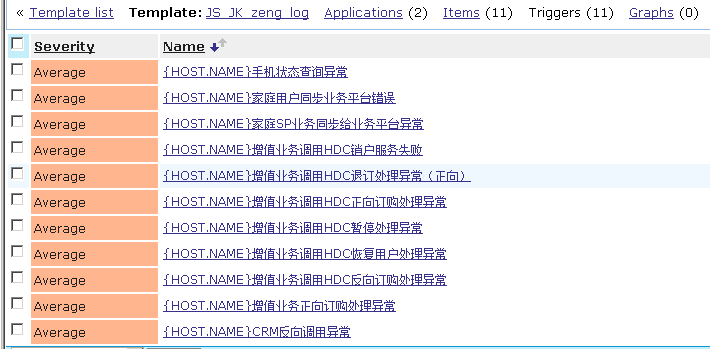 « Template list Template: JS_JK_zeng_log Applications (2) Items (11) Triggers (11) Graphs (0)
Severity Name
Average {HOST.NAME}手机状态查询异常
Average {HOST.NAME}家庭用户同步业务平台错误
Average {HOST.NAME}家庭SP业务同步给业务平台异常
Average {HOST.NAME}增值业务调用HDC销户服务失败
Average {HOST.NAME}增值业务调用HDC退订处理异常（正向）
Average {HOST.NAME}增值业务调用HDC正向订购处理异常
Average {HOST.NAME}增值业务调用HDC暂停处理异常
Average {HOST.NAME}增值业务调用HDC恢复用户处理异常
Average {HOST.NAME}增值业务调用HDC反向订购处理异常
Average {HOST.NAME}增值业务正向订购处理异常
Average {HOST.NAME}CRM反向调用异常